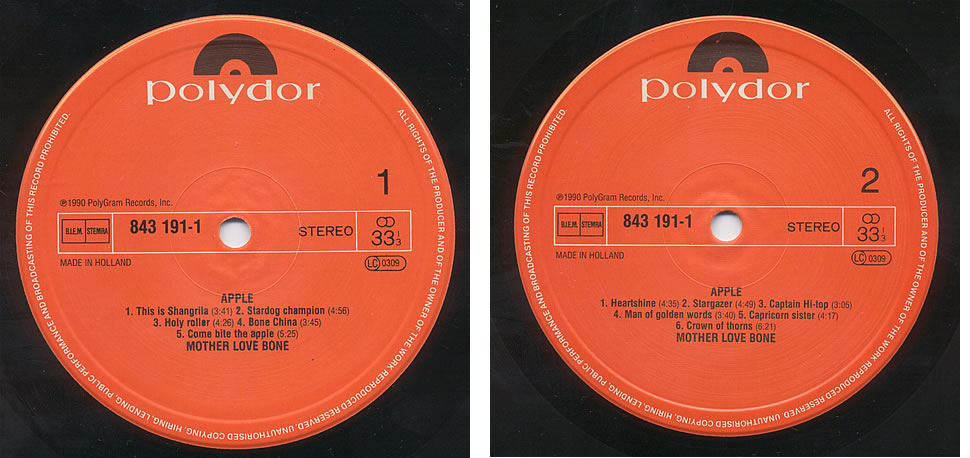 polydor
1
℗1990 PolyGram Records, Inc.
B.I.E.M. STEMRA 843 191-1 STEREO 33 1/3
MADE IN HOLLAND LC 0309
APPLE
1. This is Shangrila (3:41) 2. Stardog champion (4:56)
3. Holy roller (4:26) 4. Bone China (3:45)
5. Come bite the apple (5:25)
MOTHER LOVE BONE
ALL RIGHTS OF THE PRODUCER AND OF THE OWNER OF THE WORK REPRODUCED RESERVED. UNAUTHORISED COPYING, HIRING, LENDING, PUBLIC PERFORMANCE AND BROADCASTING OF THIS RECORD PROHIBITED.
polydor
2
℗1990 PolyGram Records, Inc.
B.I.E.M. STEMRA 843 191-1 STEREO 33 1/3
MADE IN HOLLAND LC 0309
APPLE
1. Heartshine (4:35) 2. Stargazer (4:49) 3. Captain Hi-top (3:05)
4. Man of golden words (3:40) 5. Capricorn sister (4:17)
6. Crown of thorns (6:21)
MOTHER LOVE BONE
ALL RIGHTS OF THE PRODUCER AND OF THE OWNER OF THE WORK REPRODUCED RESERVED. UNAUTHORISED COPYING, HIRING, LENDING, PUBLIC PERFORMANCE AND BROADCASTING OF THIS RECORD PROHIBITED.